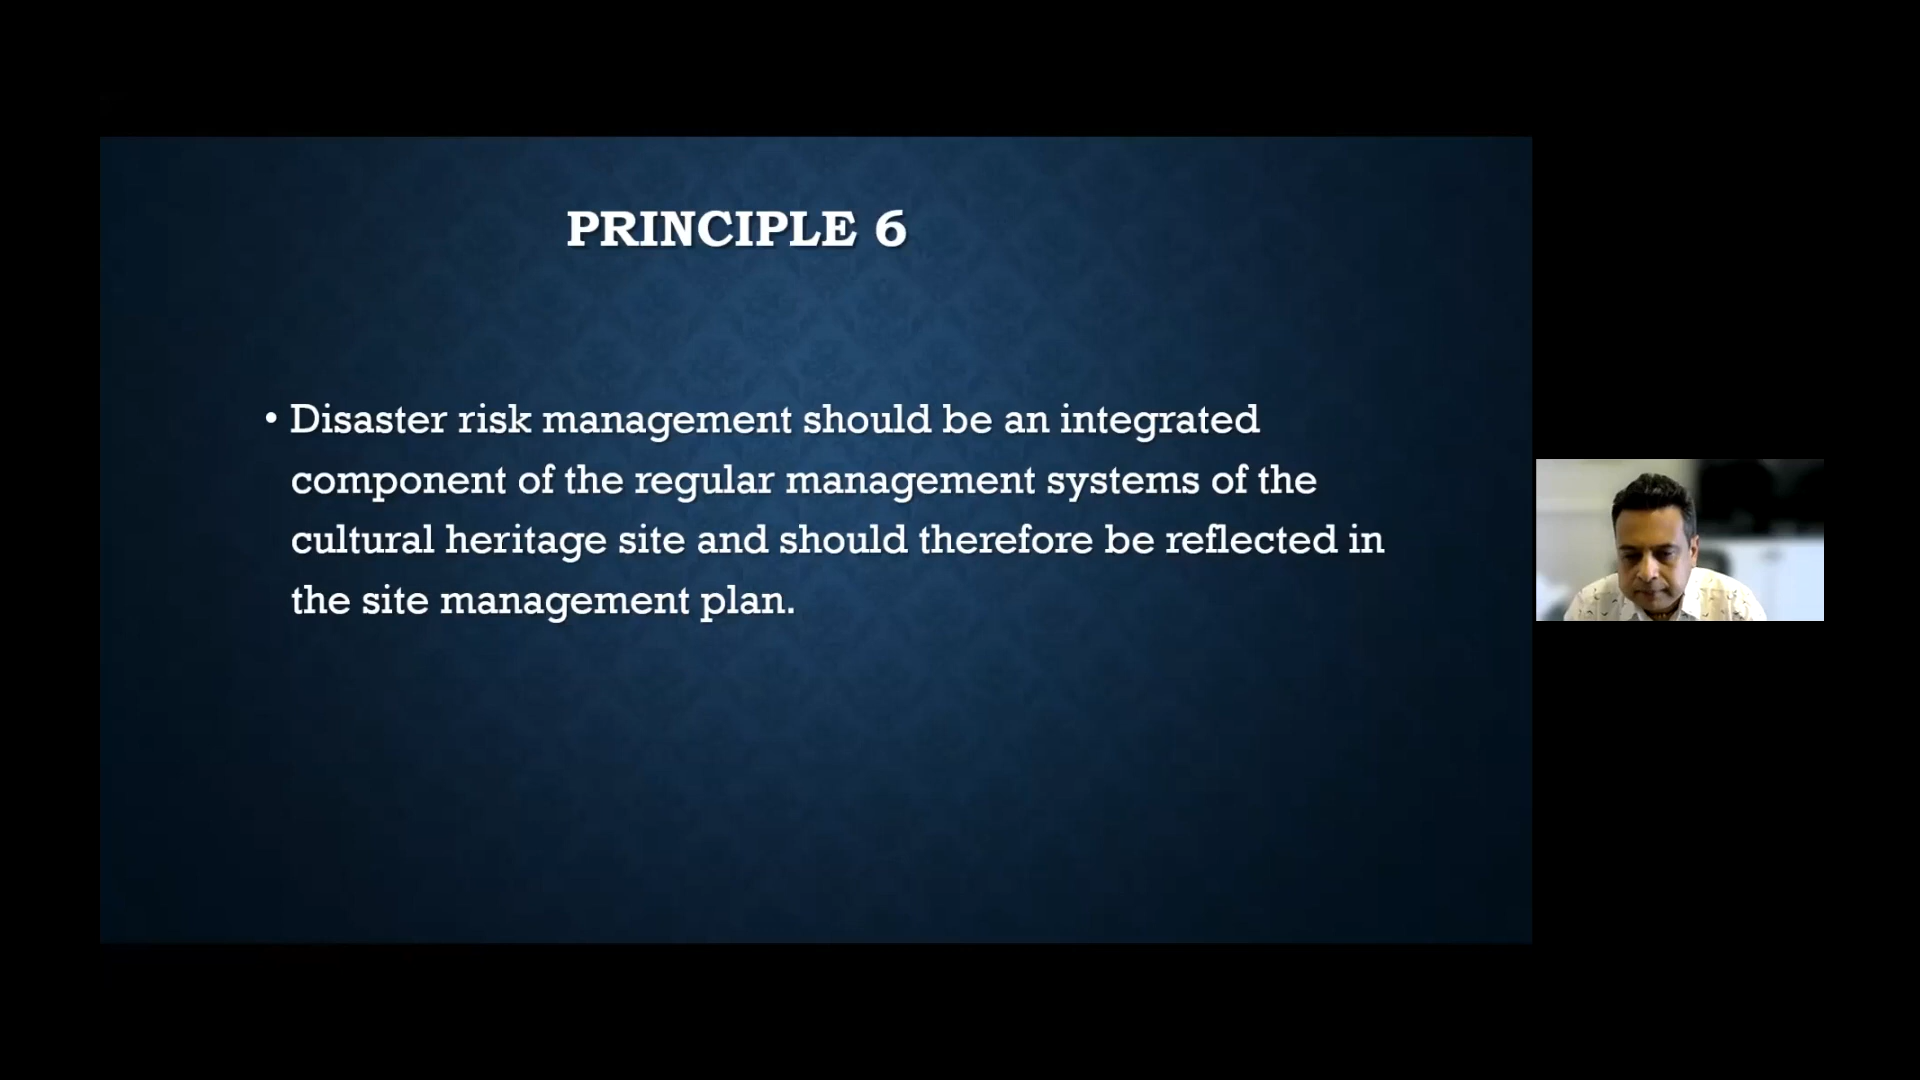 PRINCIPLE 6
• Disaster risk management should be an integrated
component of the regular management systems of the
cultural heritage site and should therefore be reflected in
the site management plan.